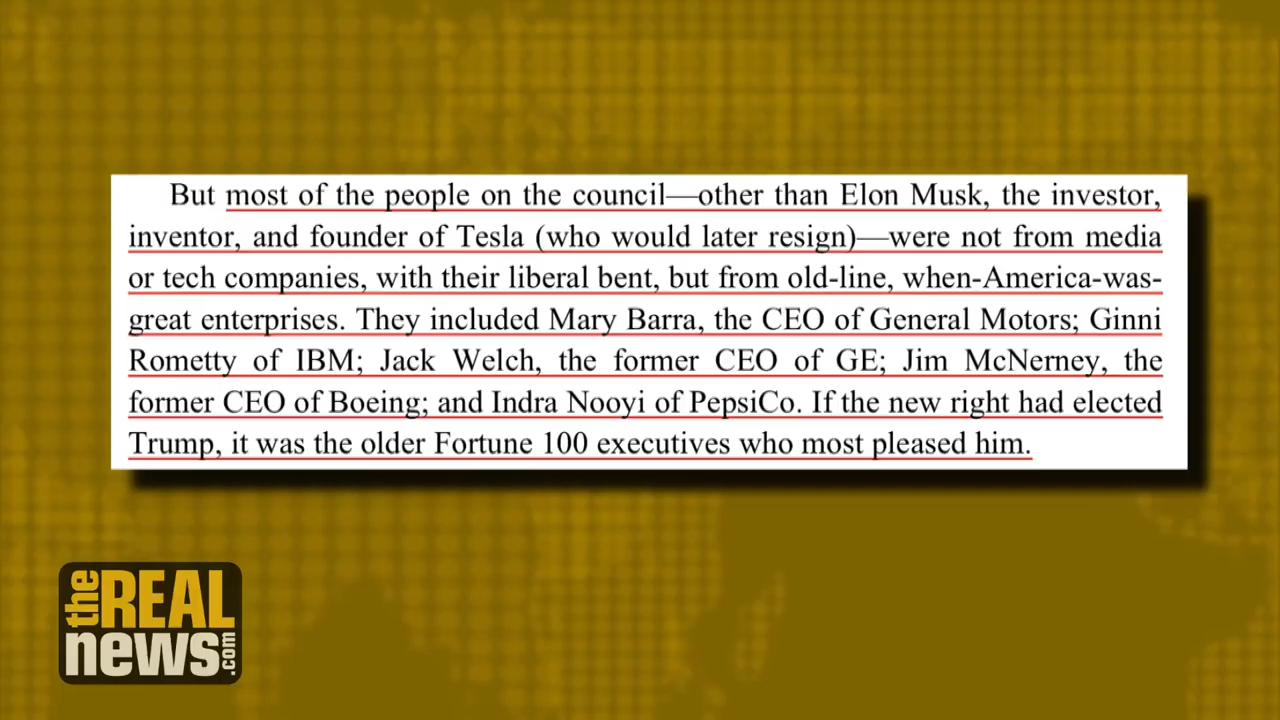 But most of the people on the council—other than Elon Musk, the investor,
inventor, and founder of Tesla (who would later resign)—were not from media
or tech companies, with their liberal bent, but from old-line, when-America-was-
great enterprises. They included Mary Barra, the CEO of General Motors; Ginni
Rometty of IBM; Jack Welch, the former CEO of GE; Jim McNerney, the
former CEO of Boeing; and Indra Nooyi of PepsiCo. If the new right had elected
Trump, it was the older Fortune 100 executives who most pleased him.
the REAL
news.com